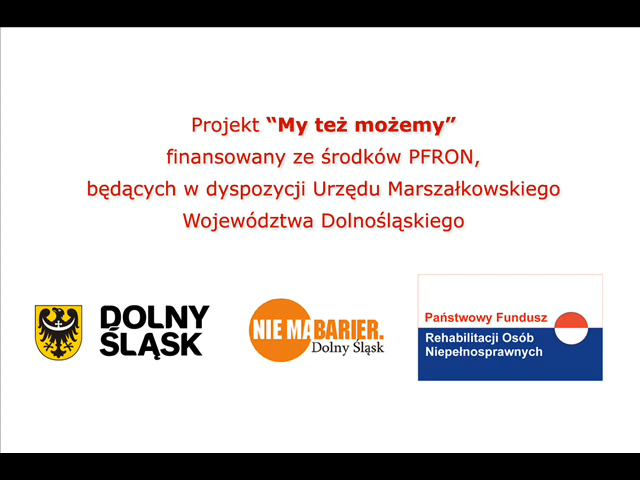 Projekt “My też możemy”
finansowany ze środków PFRON,
będących w dyspozycji Urzędu Marszałkowskiego
Województwa Dolnośląskiego
DOLNY
ŚLĄSK
NIE MA BARIER.
Dolny Śląsk
Państwowy Fundusz
Rehabilitacji Osób
Niepełnosprawnych